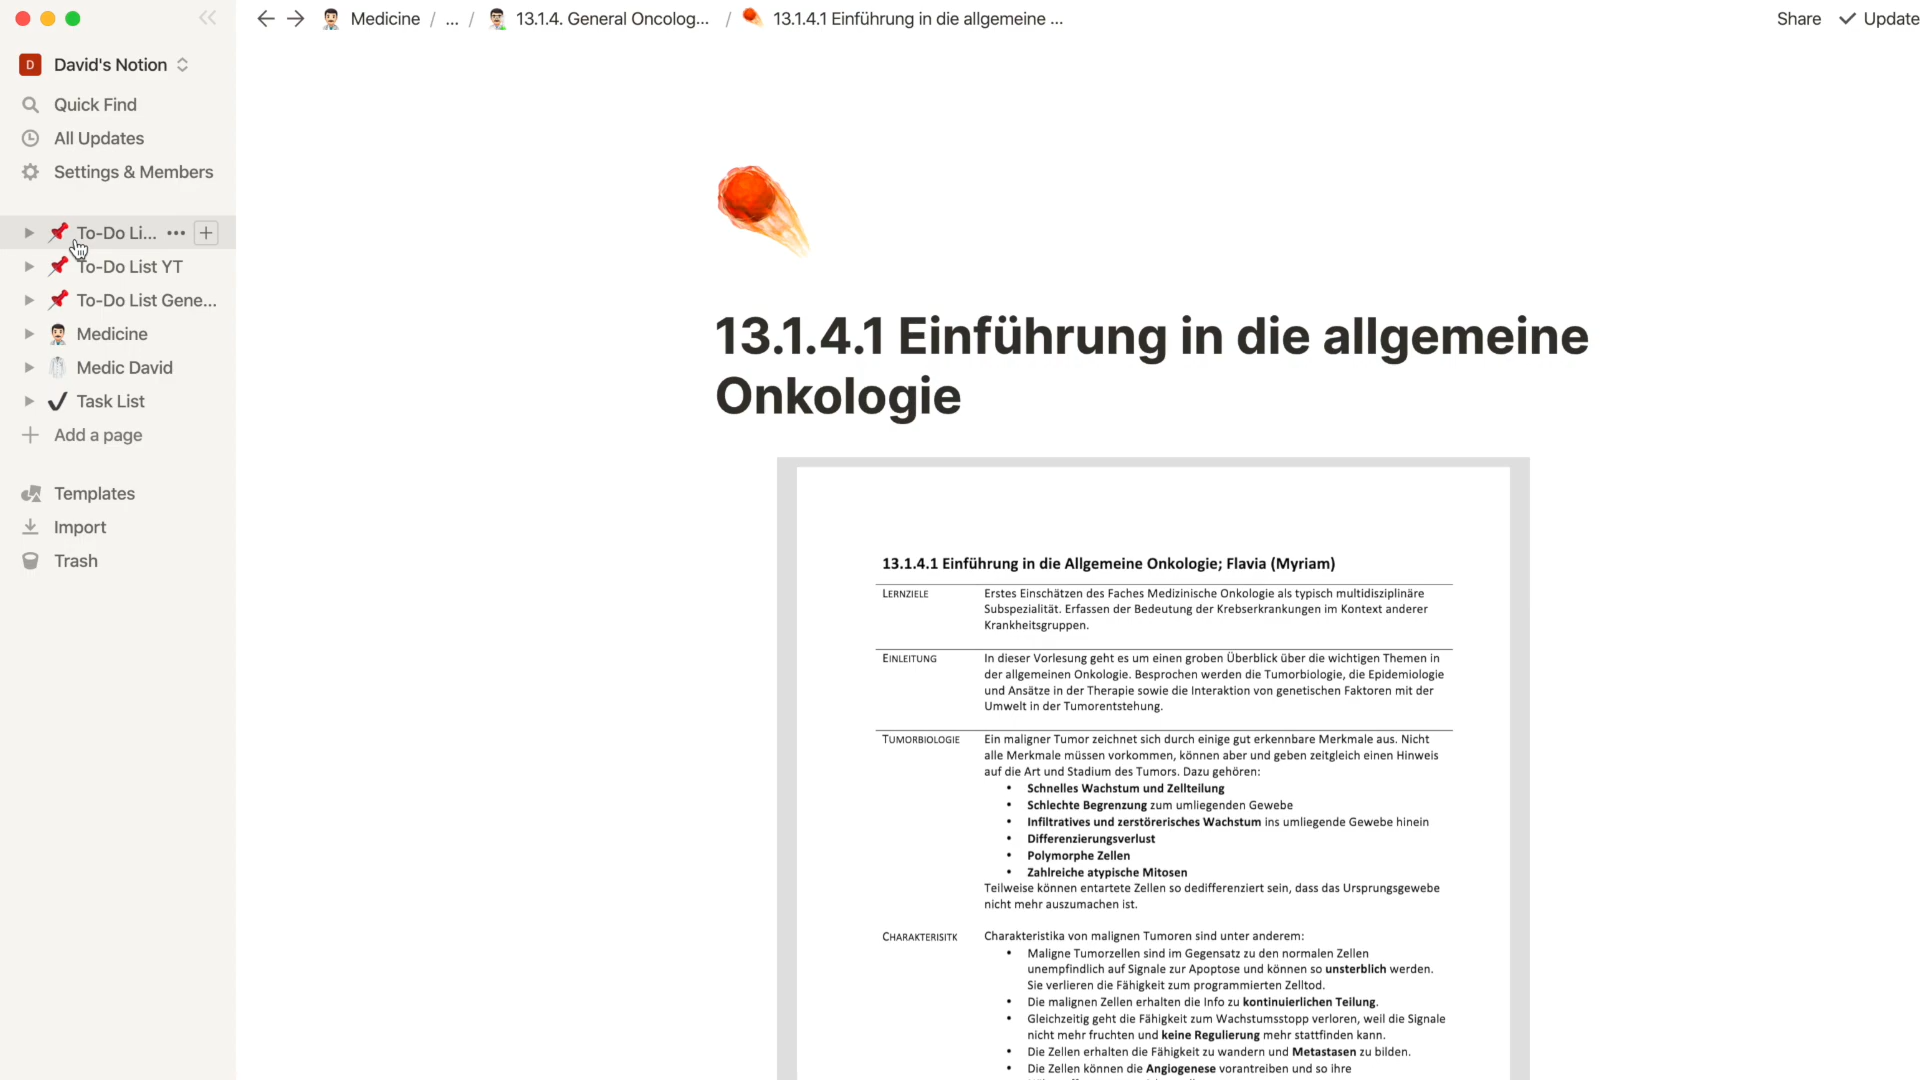 Medicine / ... / 13.1.4. General Oncolog... / 13.1.4.1 Einführung in die allgemeine ...
Share
Update
D David's Notion
Quick Find
All Updates
Settings & Members
To-Do Li...
To-Do List YT
To-Do List Gene...
Medicine
Medic David
Task List
Add a page
Templates
Import
Trash
13.1.4.1 Einführung in die allgemeine
Onkologie
13.1.4.1 Einführung in die Allgemeine Onkologie; Flavia (Myriam)
LERNZIELE
Erstes Einschätzen des Faches Medizinische Onkologie als typisch multidisziplinäre
Subspezialität. Erfassen der Bedeutung der Krebserkrankungen im Kontext anderer
Krankheitsgruppen.
EINLEITUNG
In dieser Vorlesung geht es um einen groben Überblick über die wichtigen Themen in
der allgemeinen Onkologie. Besprochen werden die Tumorbiologie, die Epidemiologie
und Ansätze in der Therapie sowie die Interaktion von genetischen Faktoren mit der
Umwelt in der Tumorentstehung.
TUMORBIOLOGIE
Ein maligner Tumor zeichnet sich durch einige gut erkennbare Merkmale aus. Nicht
alle Merkmale müssen vorkommen, können aber und geben zeitgleich einen Hinweis
auf die Art und Stadium des Tumors. Dazu gehören:
• Schnelles Wachstum und Zellteilung
• Schlechte Begrenzung zum umliegenden Gewebe
• Infiltratives und zerstörerisches Wachstum ins umliegende Gewebe hinein
• Differenzierungsverlust
• Polymorphe Zellen
• Zahlreiche atypische Mitosen
Teilweise können entartete Zellen so dedifferenziert sein, dass das Ursprungsgewebe
nicht mehr auszumachen ist.
CHARAKTERISITK
Charakteristika von malignen Tumoren sind unter anderem:
• Maligne Tumorzellen sind im Gegensatz zu den normalen Zellen
unempfindlich auf Signale zur Apoptose und können so unsterblich werden.
Sie verlieren die Fähigkeit zum programmierten Zelltod.
• Die malignen Zellen erhalten die Info zu kontinuierlichen Teilung.
• Gleichzeitig geht die Fähigkeit zum Wachstumsstopp verloren, weil die Signale
nicht mehr fruchten und keine Regulierung mehr stattfinden kann.
• Die Zellen erhalten die Fähigkeit zu wandern und Metastasen zu bilden.
• Die Zellen können die Angiogenese vorantreiben und so ihre